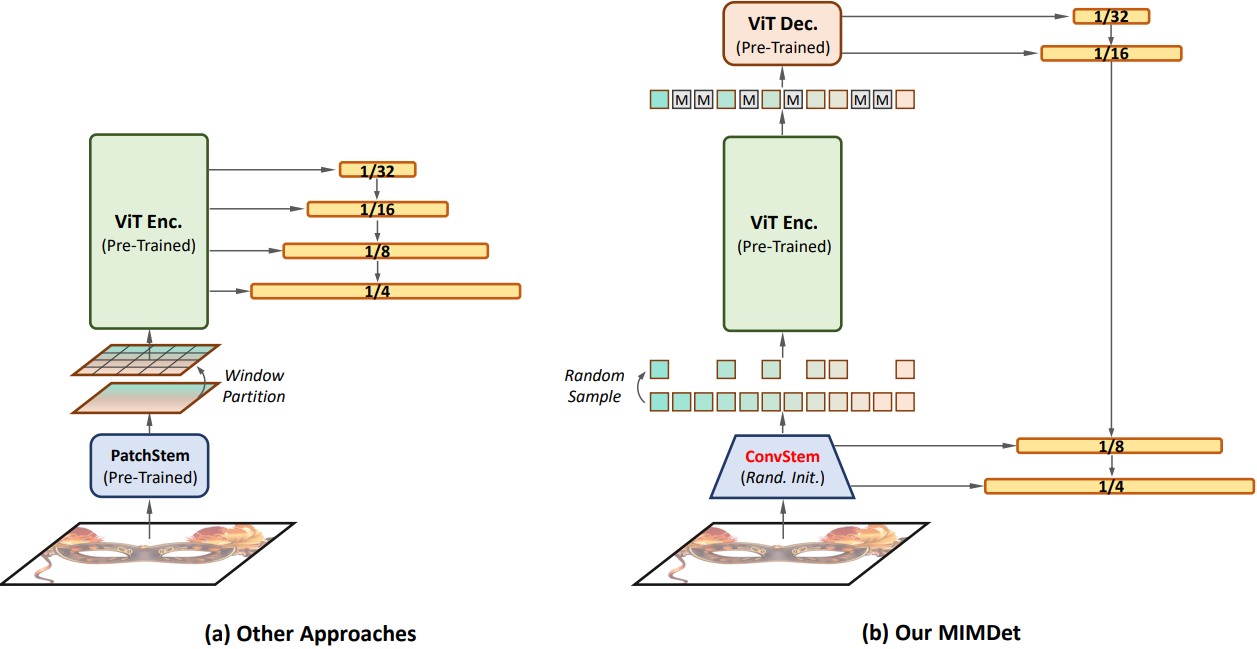 1/32
1/16
1/8
1/4
ViT Enc.
(Pre-Trained)
Window
Partition
PatchStem
(Pre-Trained)
(a) Other Approaches
ViT Dec.
(Pre-Trained)
1/32
1/16
M M M M M M
ViT Enc.
(Pre-Trained)
Random
Sample
ConvStem
(Rand. Init.)
1/8
1/4
(b) Our MIMDet